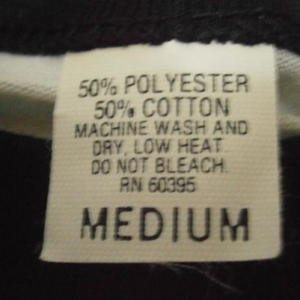 50% POLYESTER
50% COTTON
MACHINE WASH AND
DRY, LOW HEAT.
DO NOT BLEACH.
RN 60395
MEDIUM